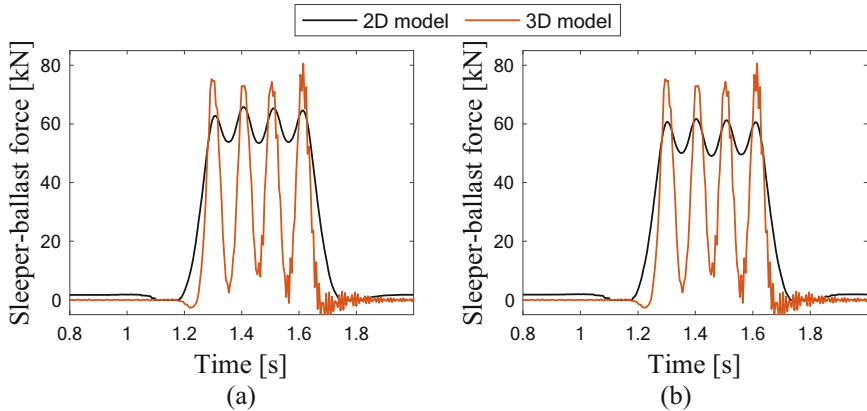 2D model 3D model
Sleeper-ballast force [kN]
80
60
40
20
0
0.8 1 1.2 1.4 1.6 1.8
Time [s]
(a)
Sleeper-ballast force [kN]
80
60
40
20
0
0.8 1 1.2 1.4 1.6 1.8
Time [s]
(b)